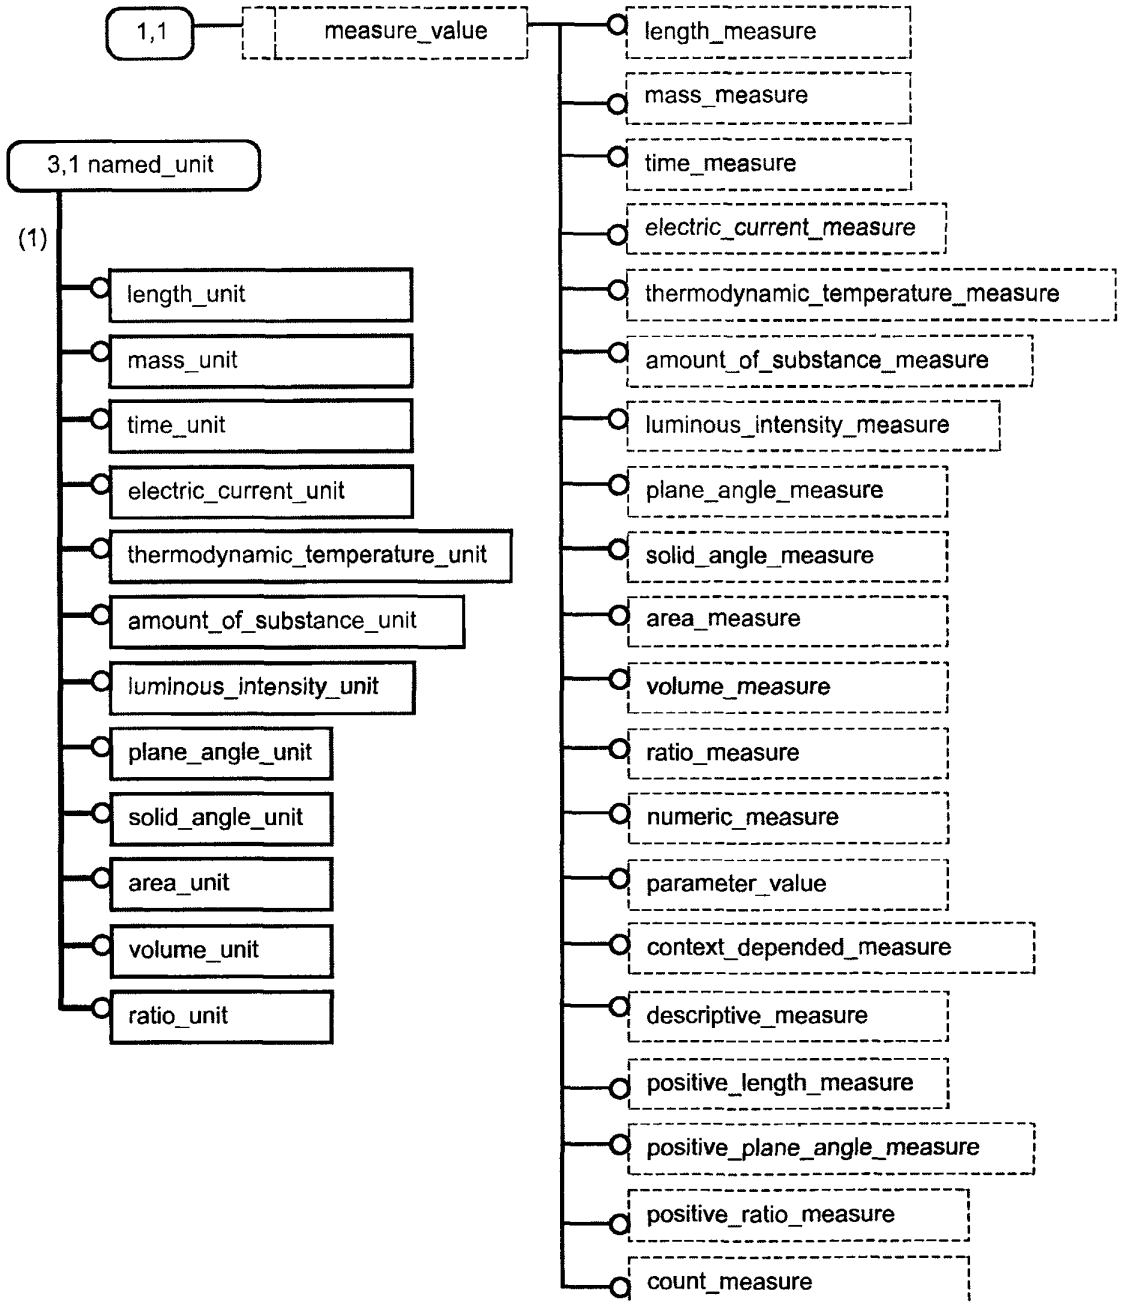 1,1
measure_value
3,1 named_unit
(1)
length_unit
mass_unit
time_unit
electric_current_unit
thermodynamic_temperature_unit
amount_of_substance_unit
luminous_intensity_unit
plane_angle_unit
solid_angle_unit
area_unit
volume_unit
ratio_unit
length_measure
mass_measure
time_measure
electric_current_measure
thermodynamic_temperature_measure
amount_of_substance_measure
luminous_intensity_measure
plane_angle_measure
solid_angle_measure
area_measure
volume_measure
ratio_measure
numeric_measure
parameter_value
context_depended_measure
descriptive_measure
positive_length_measure
positive_plane_angle_measure
positive_ratio_measure
count_measure